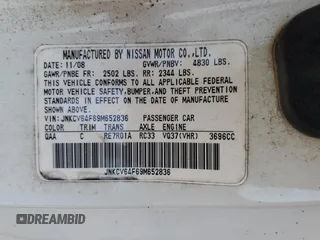 MANUFACTURED BY NISSAN MOTOR CO.,LTD.
DATE: 11/08 GVWR/PNBV: 4830 LBS.
GAWR/PNBE FR: 2502 LBS. RR: 2344 LBS.
THIS VEHICLE CONFORMS TO ALL APPLICABLE
FEDERAL MOTOR VEHICLE SAFETY,BUMPER,AND THEFT PREVENTION
STANDARDS IN EFFECT ON THE DATE OF MANUFACTURE SHOWN ABOVE.
VIN: JNKCV64F69M652836 PASSENGER CAR
COLOR TRIM TRANS AXLE ENGINE
QAA C RE7R01A RC33 VQ37(VHR) 3696CC
JNKCV64F69M652836
DREAMBID